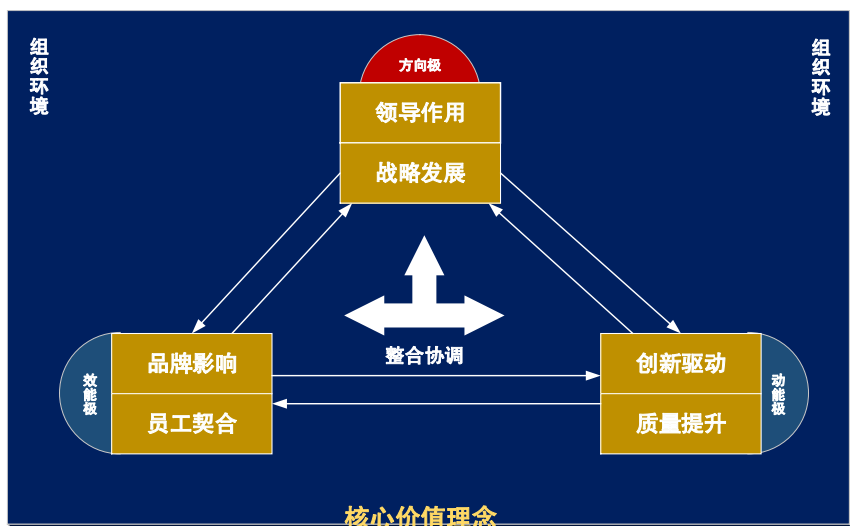 组织环境
组织环境
方向极
领导作用
战略发展
整合协调
效能极
品牌影响
员工契合
创新驱动
质量提升
动能极
核心价值理念